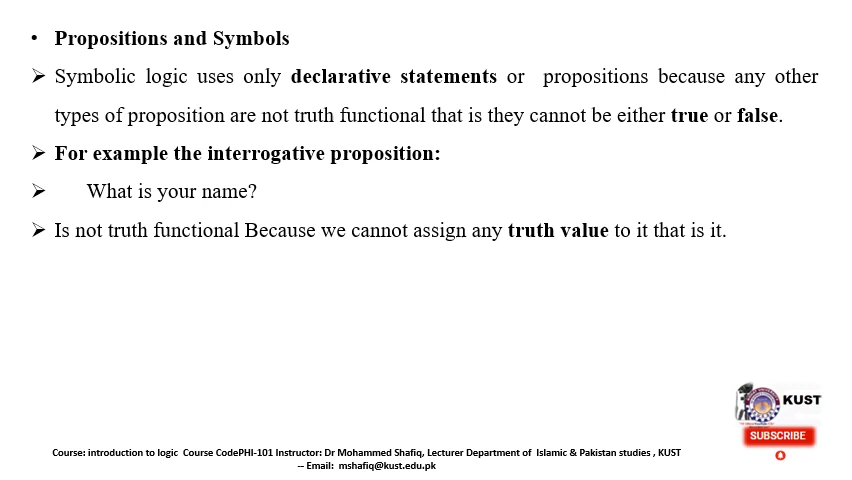 • Propositions and Symbols
➢ Symbolic logic uses only declarative statements or propositions because any other
types of proposition are not truth functional that is they cannot be either true or false.
➢ For example the interrogative proposition:
➢ What is your name?
➢ Is not truth functional Because we cannot assign any truth value to it that is it.
KUST
SUBSCRIBE
Course: introduction to logic Course CodePHI-101 Instructor: Dr Mohammed Shafiq, Lecturer Department of Islamic & Pakistan studies , KUST
-- Email: mshafiq@kust.edu.pk